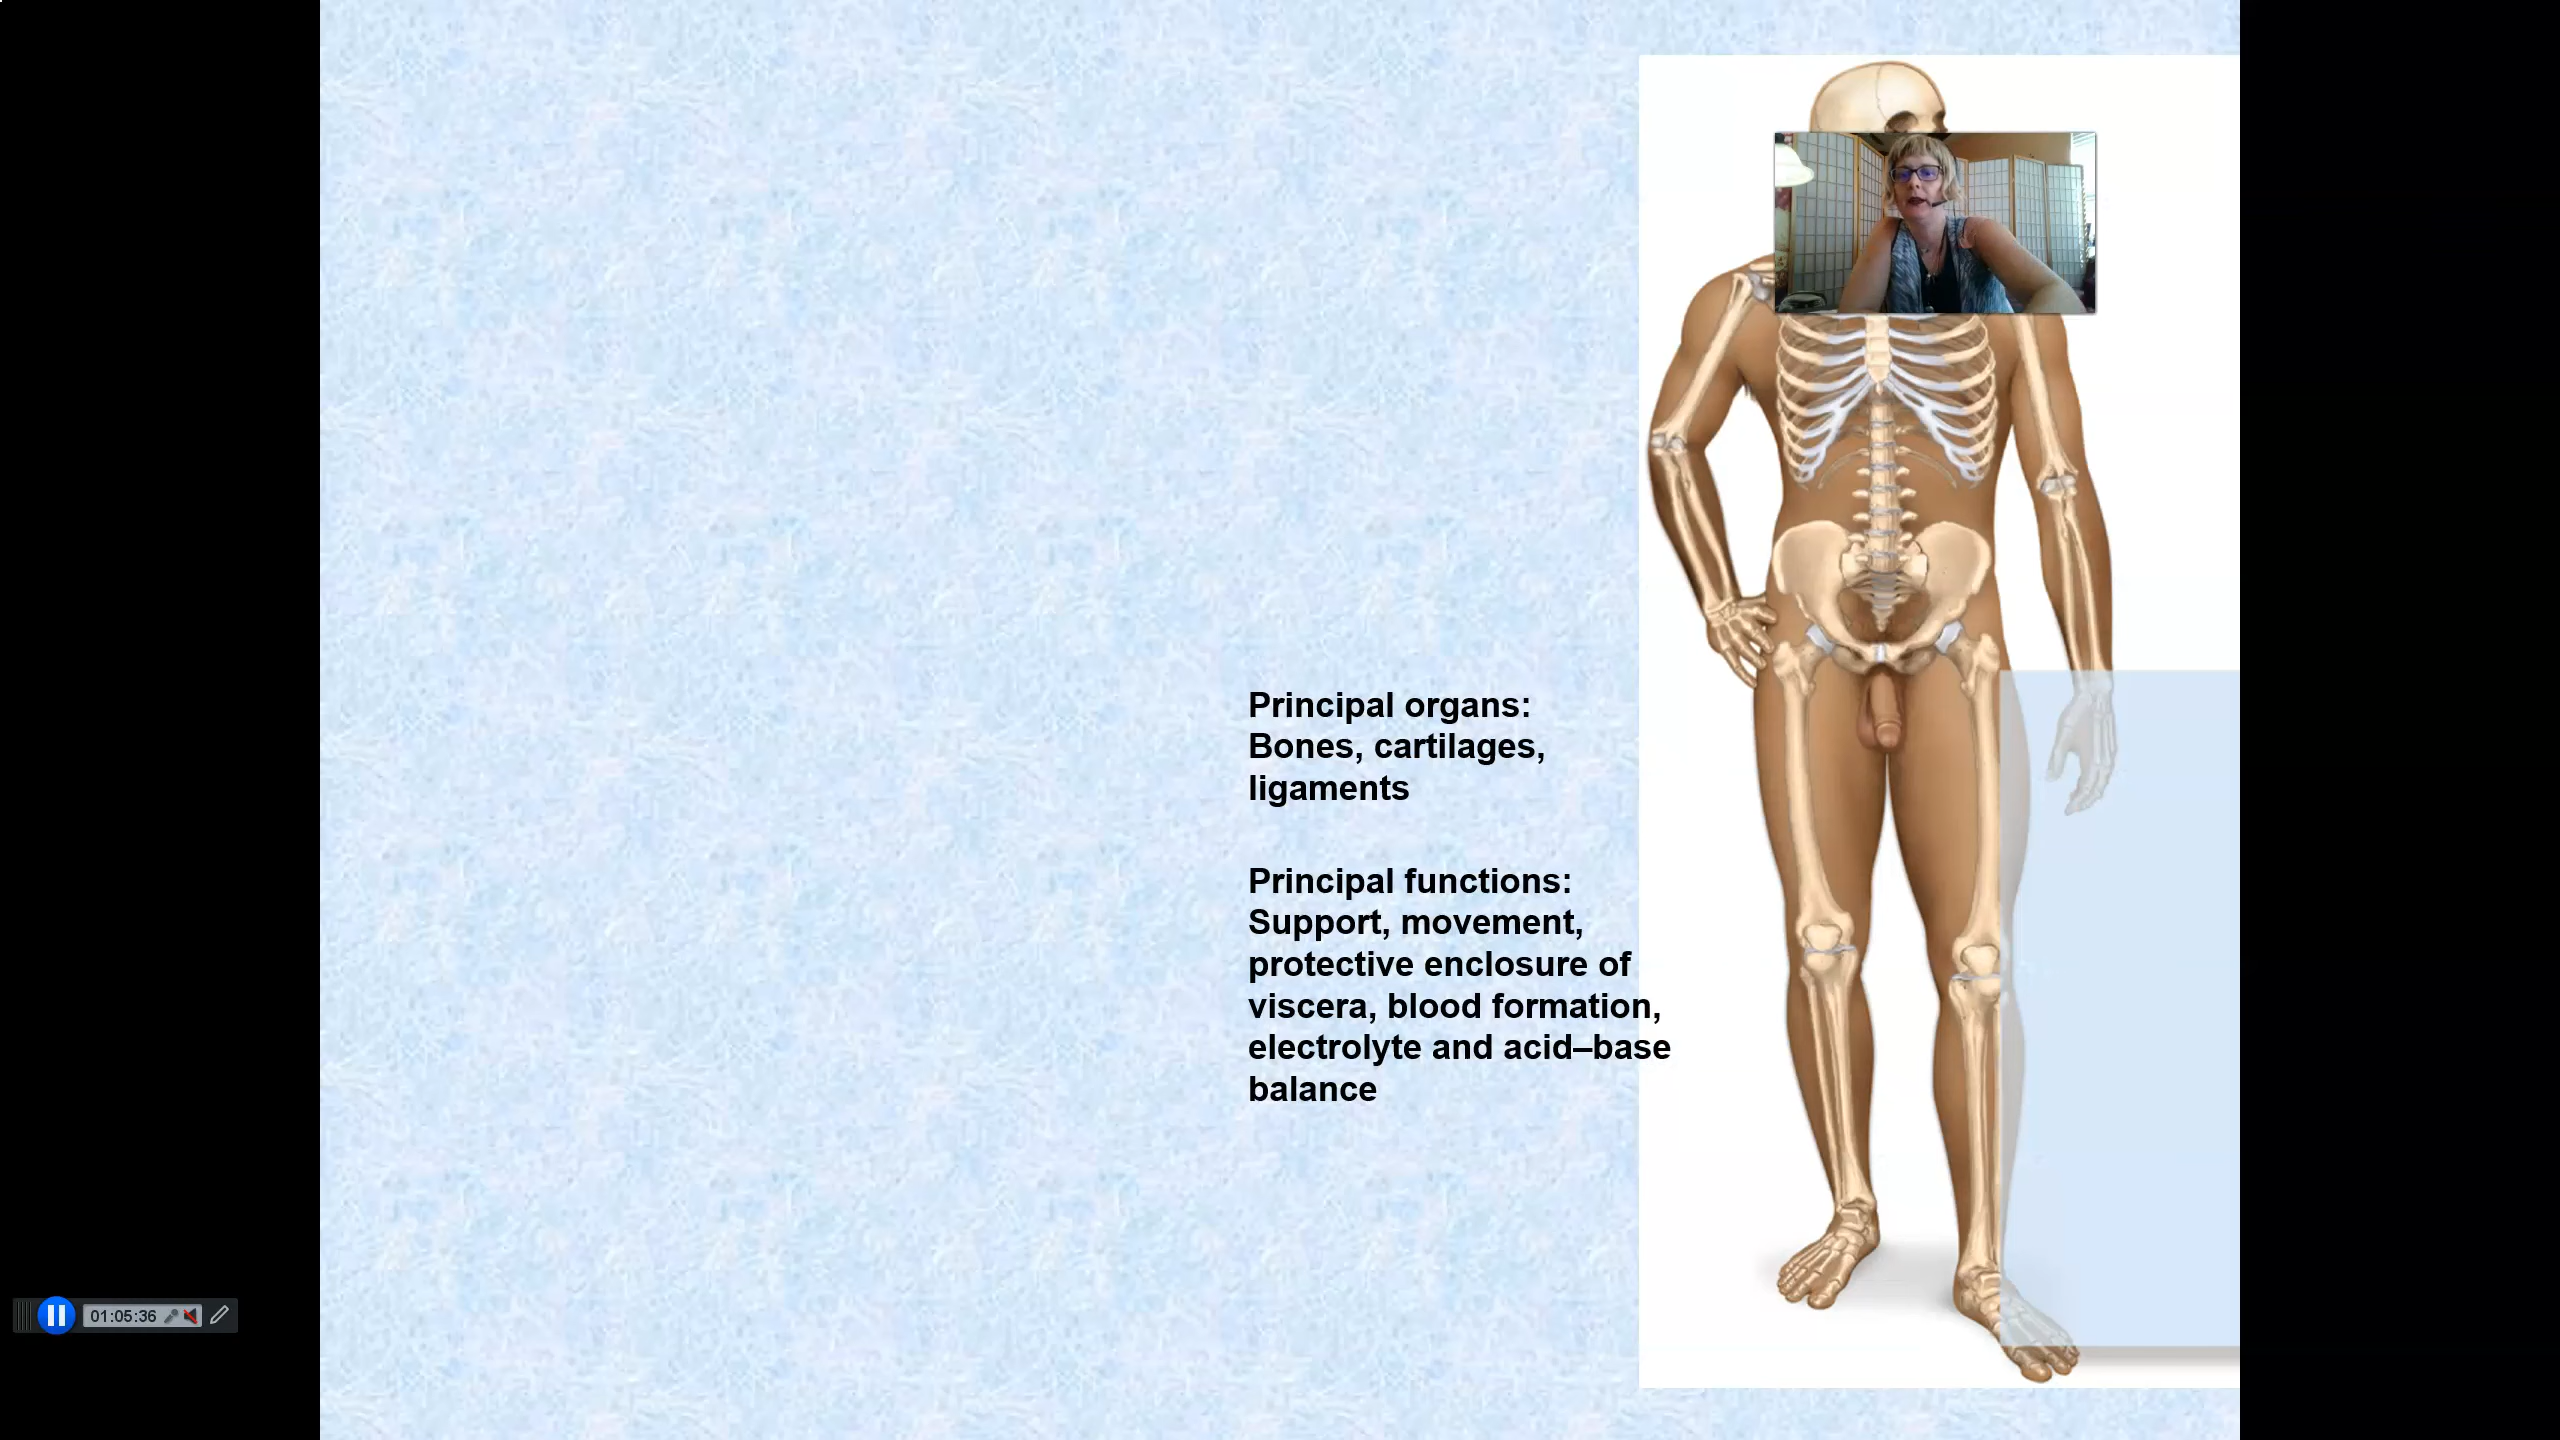 Principal organs:
Bones, cartilages,
ligaments
Principal functions:
Support, movement,
protective enclosure of
viscera, blood formation,
electrolyte and acid–base
balance
01:05:36